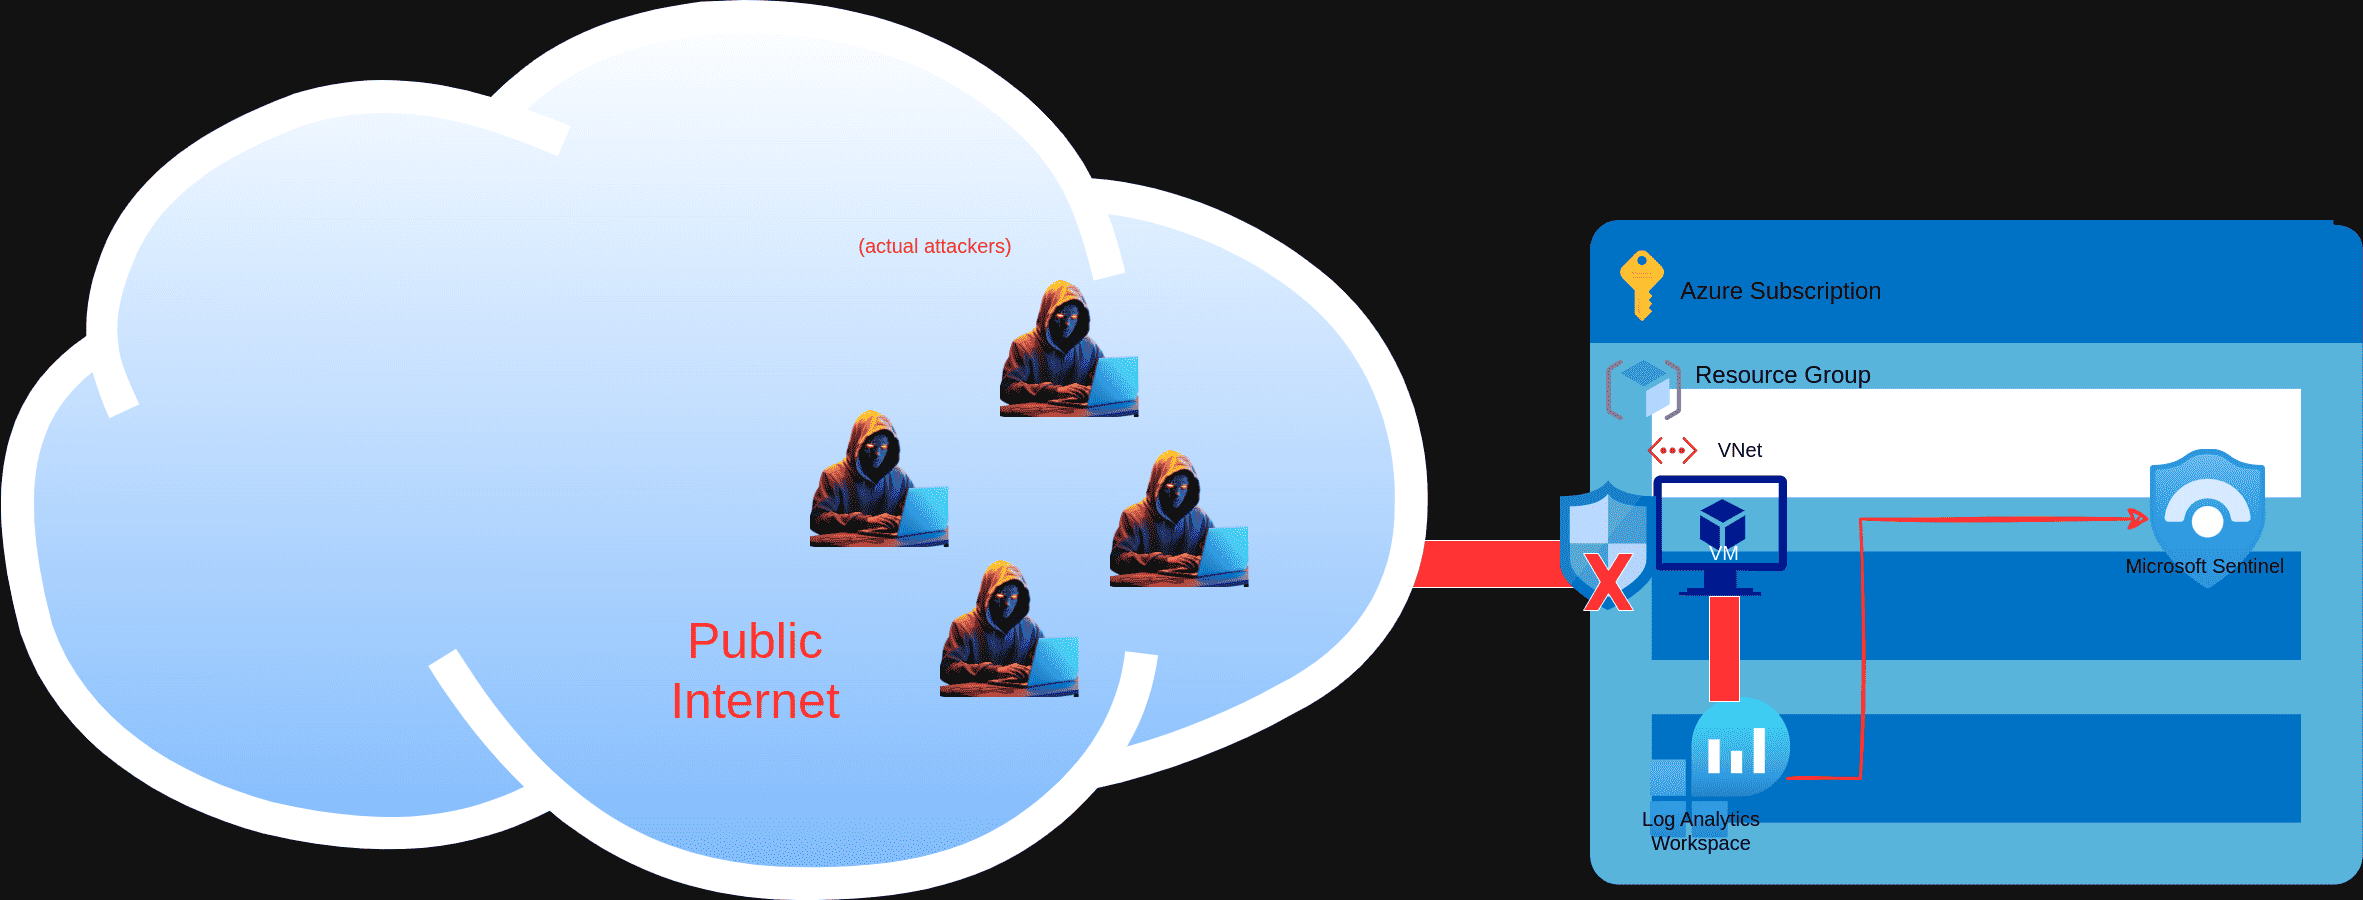 (actual attackers)
Public
Internet
Azure Subscription
Resource Group
VNet
VM
X
Microsoft Sentinel
Log Analytics
Workspace